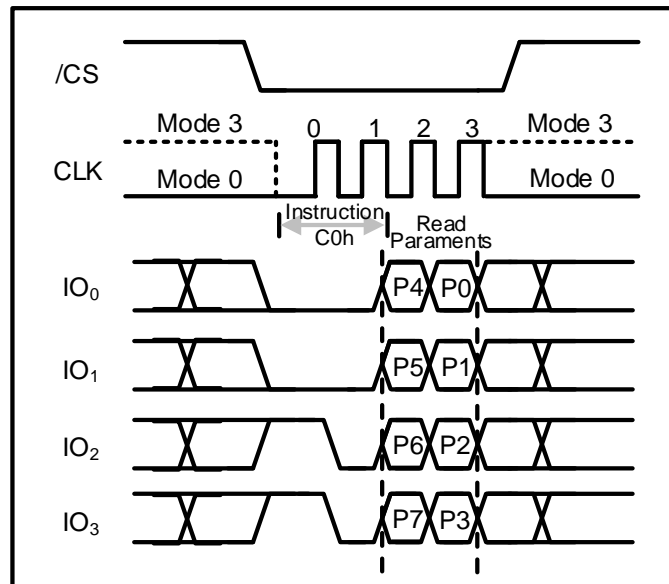 /CS
Mode 3 0 1 2 3 Mode 3
CLK
Mode 0 Mode 0
Instruction Read
C0h Paraments
IO₀ P4 P0
IO₁ P5 P1
IO₂ P6 P2
IO₃ P7 P3